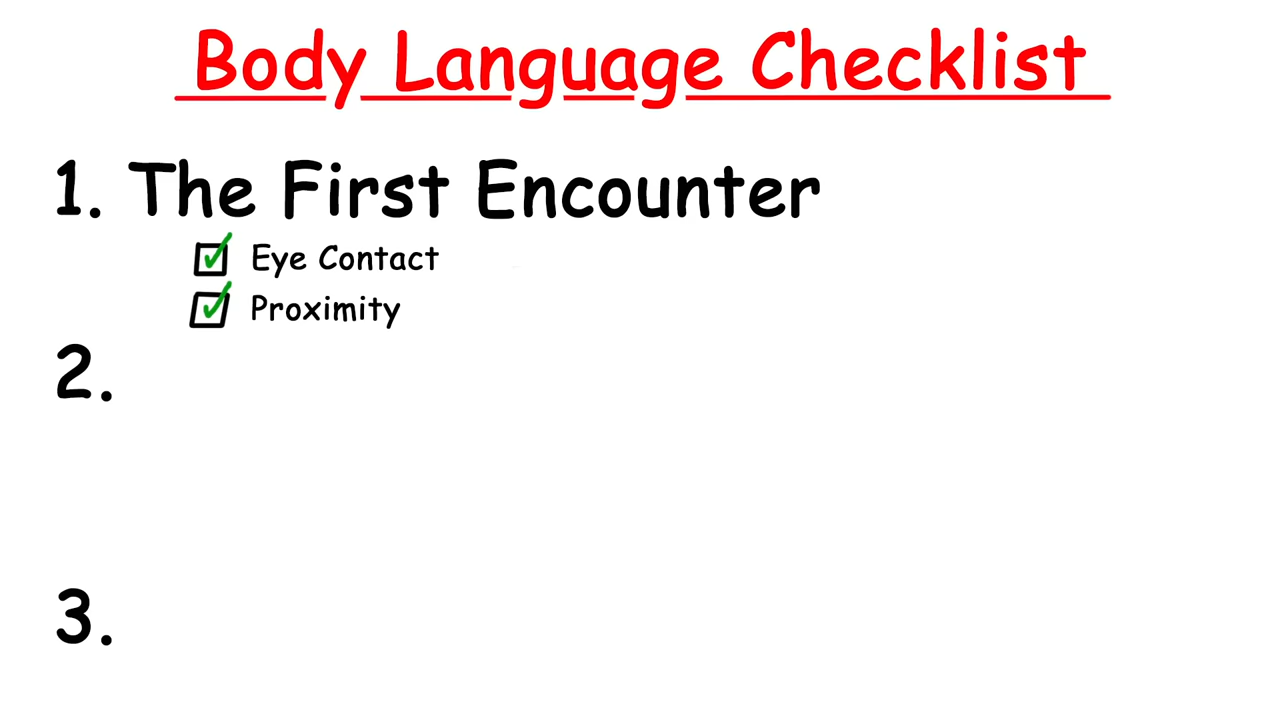 Body Language Checklist
1. The First Encounter
Eye Contact
Proximity
2.
3.